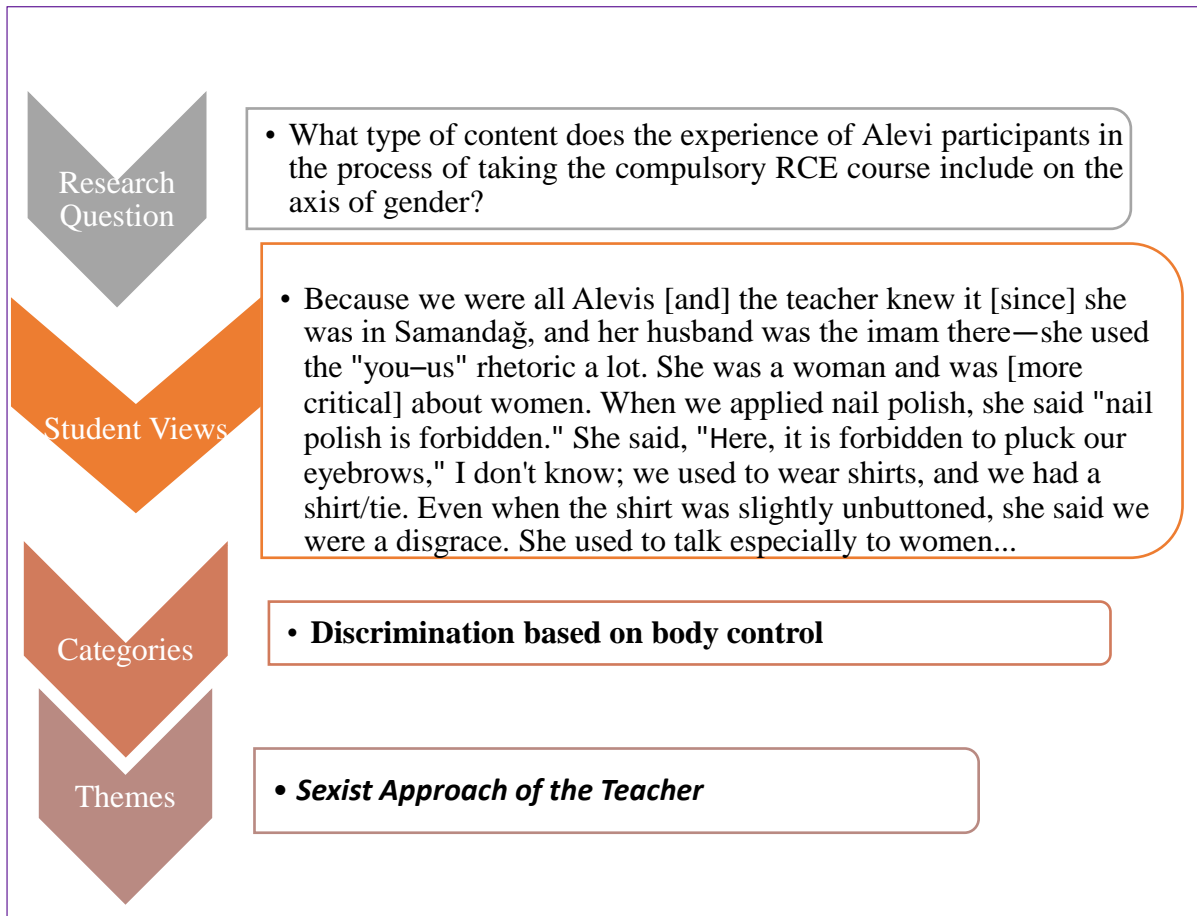 Research
Question
• What type of content does the experience of Alevi participants in
the process of taking the compulsory RCE course include on the
axis of gender?
Student Views
• Because we were all Alevis [and] the teacher knew it [since] she
was in Samandağ, and her husband was the imam there—she used
the "you–us" rhetoric a lot. She was a woman and was [more
critical] about women. When we applied nail polish, she said "nail
polish is forbidden." She said, "Here, it is forbidden to pluck our
eyebrows," I don't know; we used to wear shirts, and we had a
shirt/tie. Even when the shirt was slightly unbuttoned, she said we
were a disgrace. She used to talk especially to women...
Categories
• Discrimination based on body control
Themes
• Sexist Approach of the Teacher